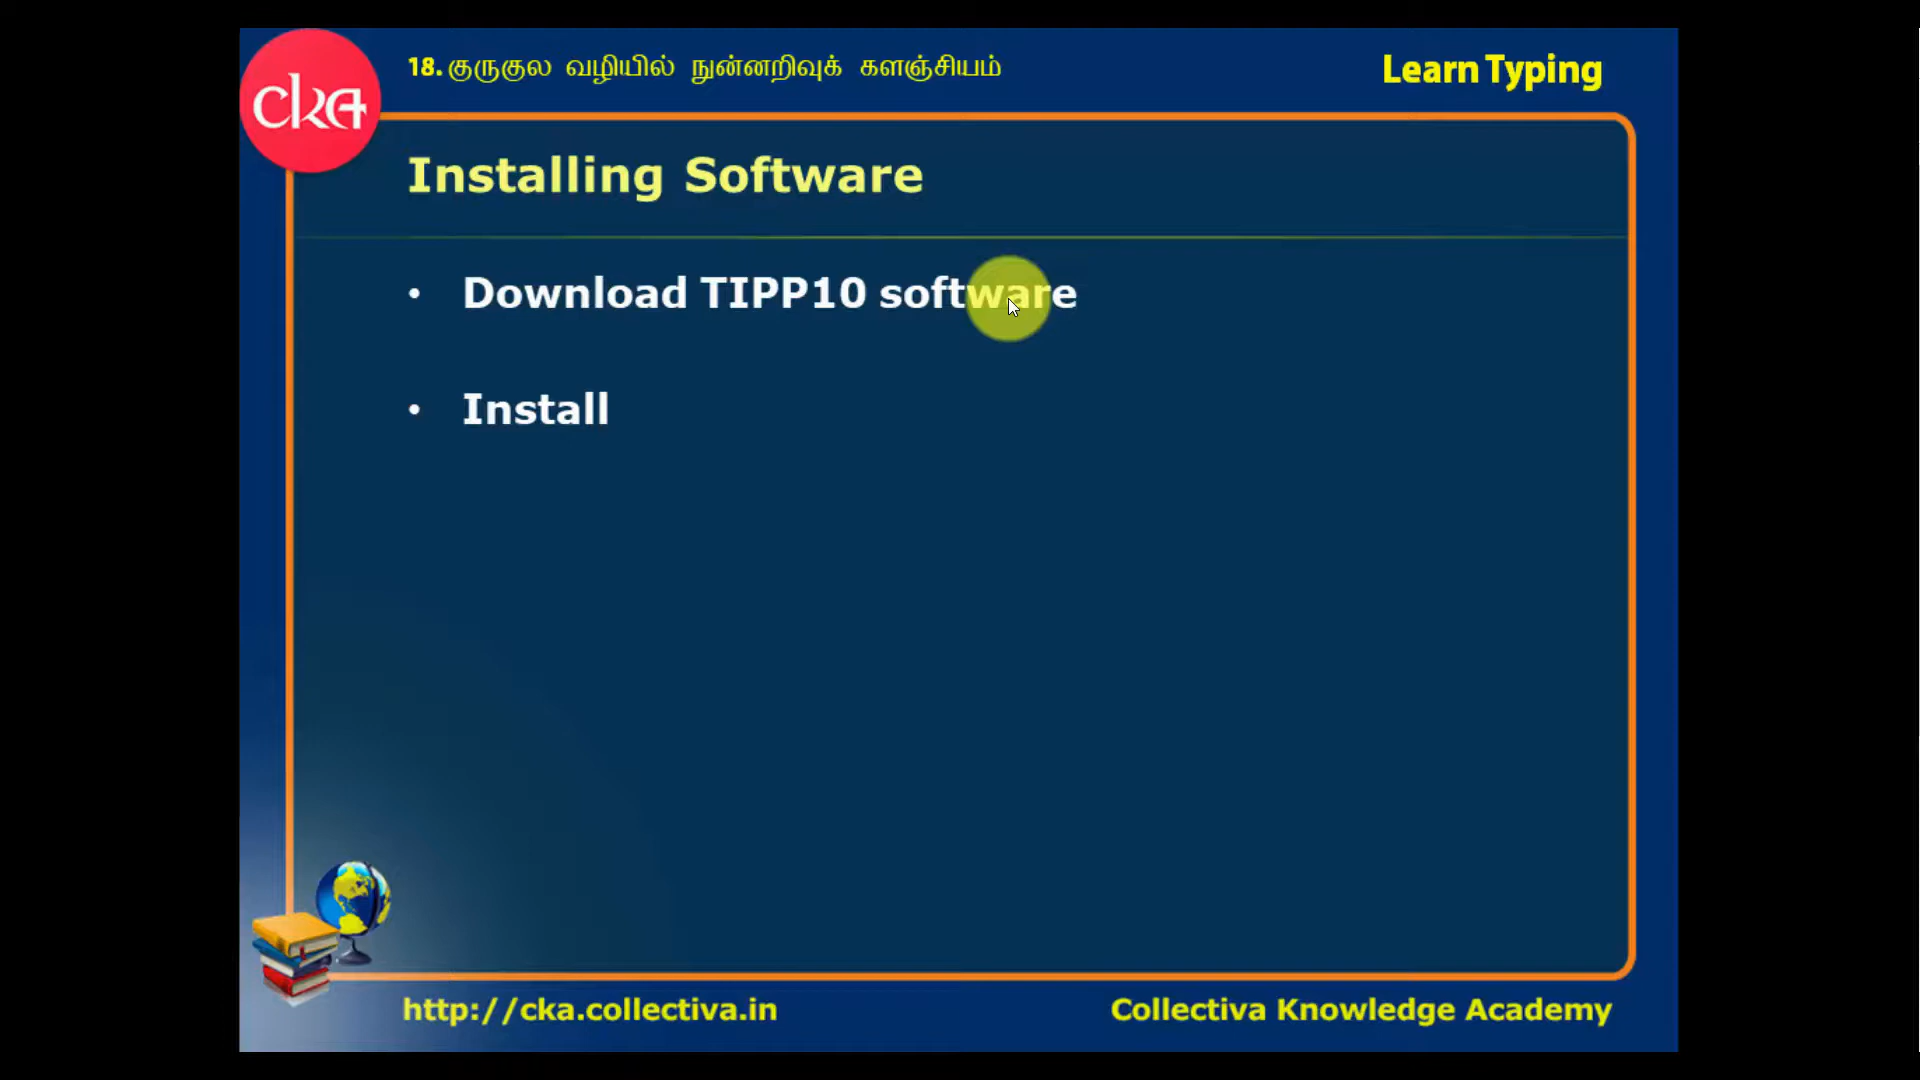 cka
18. குருகுல வழியில் நுன்னறிவுக் களஞ்சியம்
Learn Typing
Installing Software
• Download TIPP10 software
• Install
http://cka.collectiva.in
Collectiva Knowledge Academy